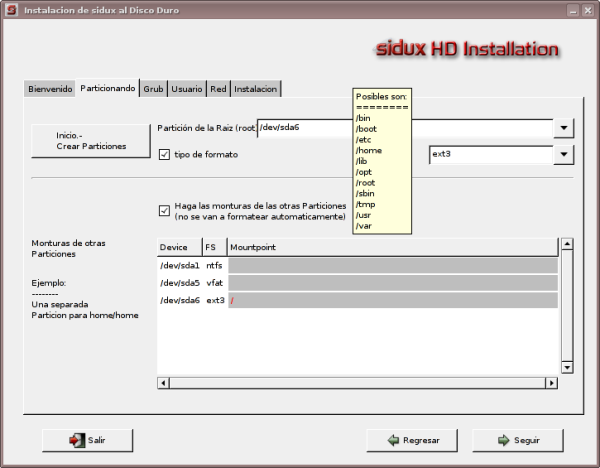 Instalacion de sidux al Disco Duro
sidux HD Installation
Bienvenido Particionando Grub Usuario Red Instalacion
Inicio.-
Crear Particiones
Partición de la Raiz (root) /dev/sda6
tipo de formato
ext3
Posibles son:
========
/bin
/boot
/etc
/home
/lib
/opt
/root
/sbin
/tmp
/usr
/var
Haga las monturas de las otras Particiones
(no se van a formatear automaticamente)
Monturas de otras
Particiones
Ejemplo:
--------
Una separada
Particion para home/home
Device FS Mountpoint
/dev/sda1 ntfs
/dev/sda5 vfat
/dev/sda6 ext3 /
Salir
Regresar
Seguir